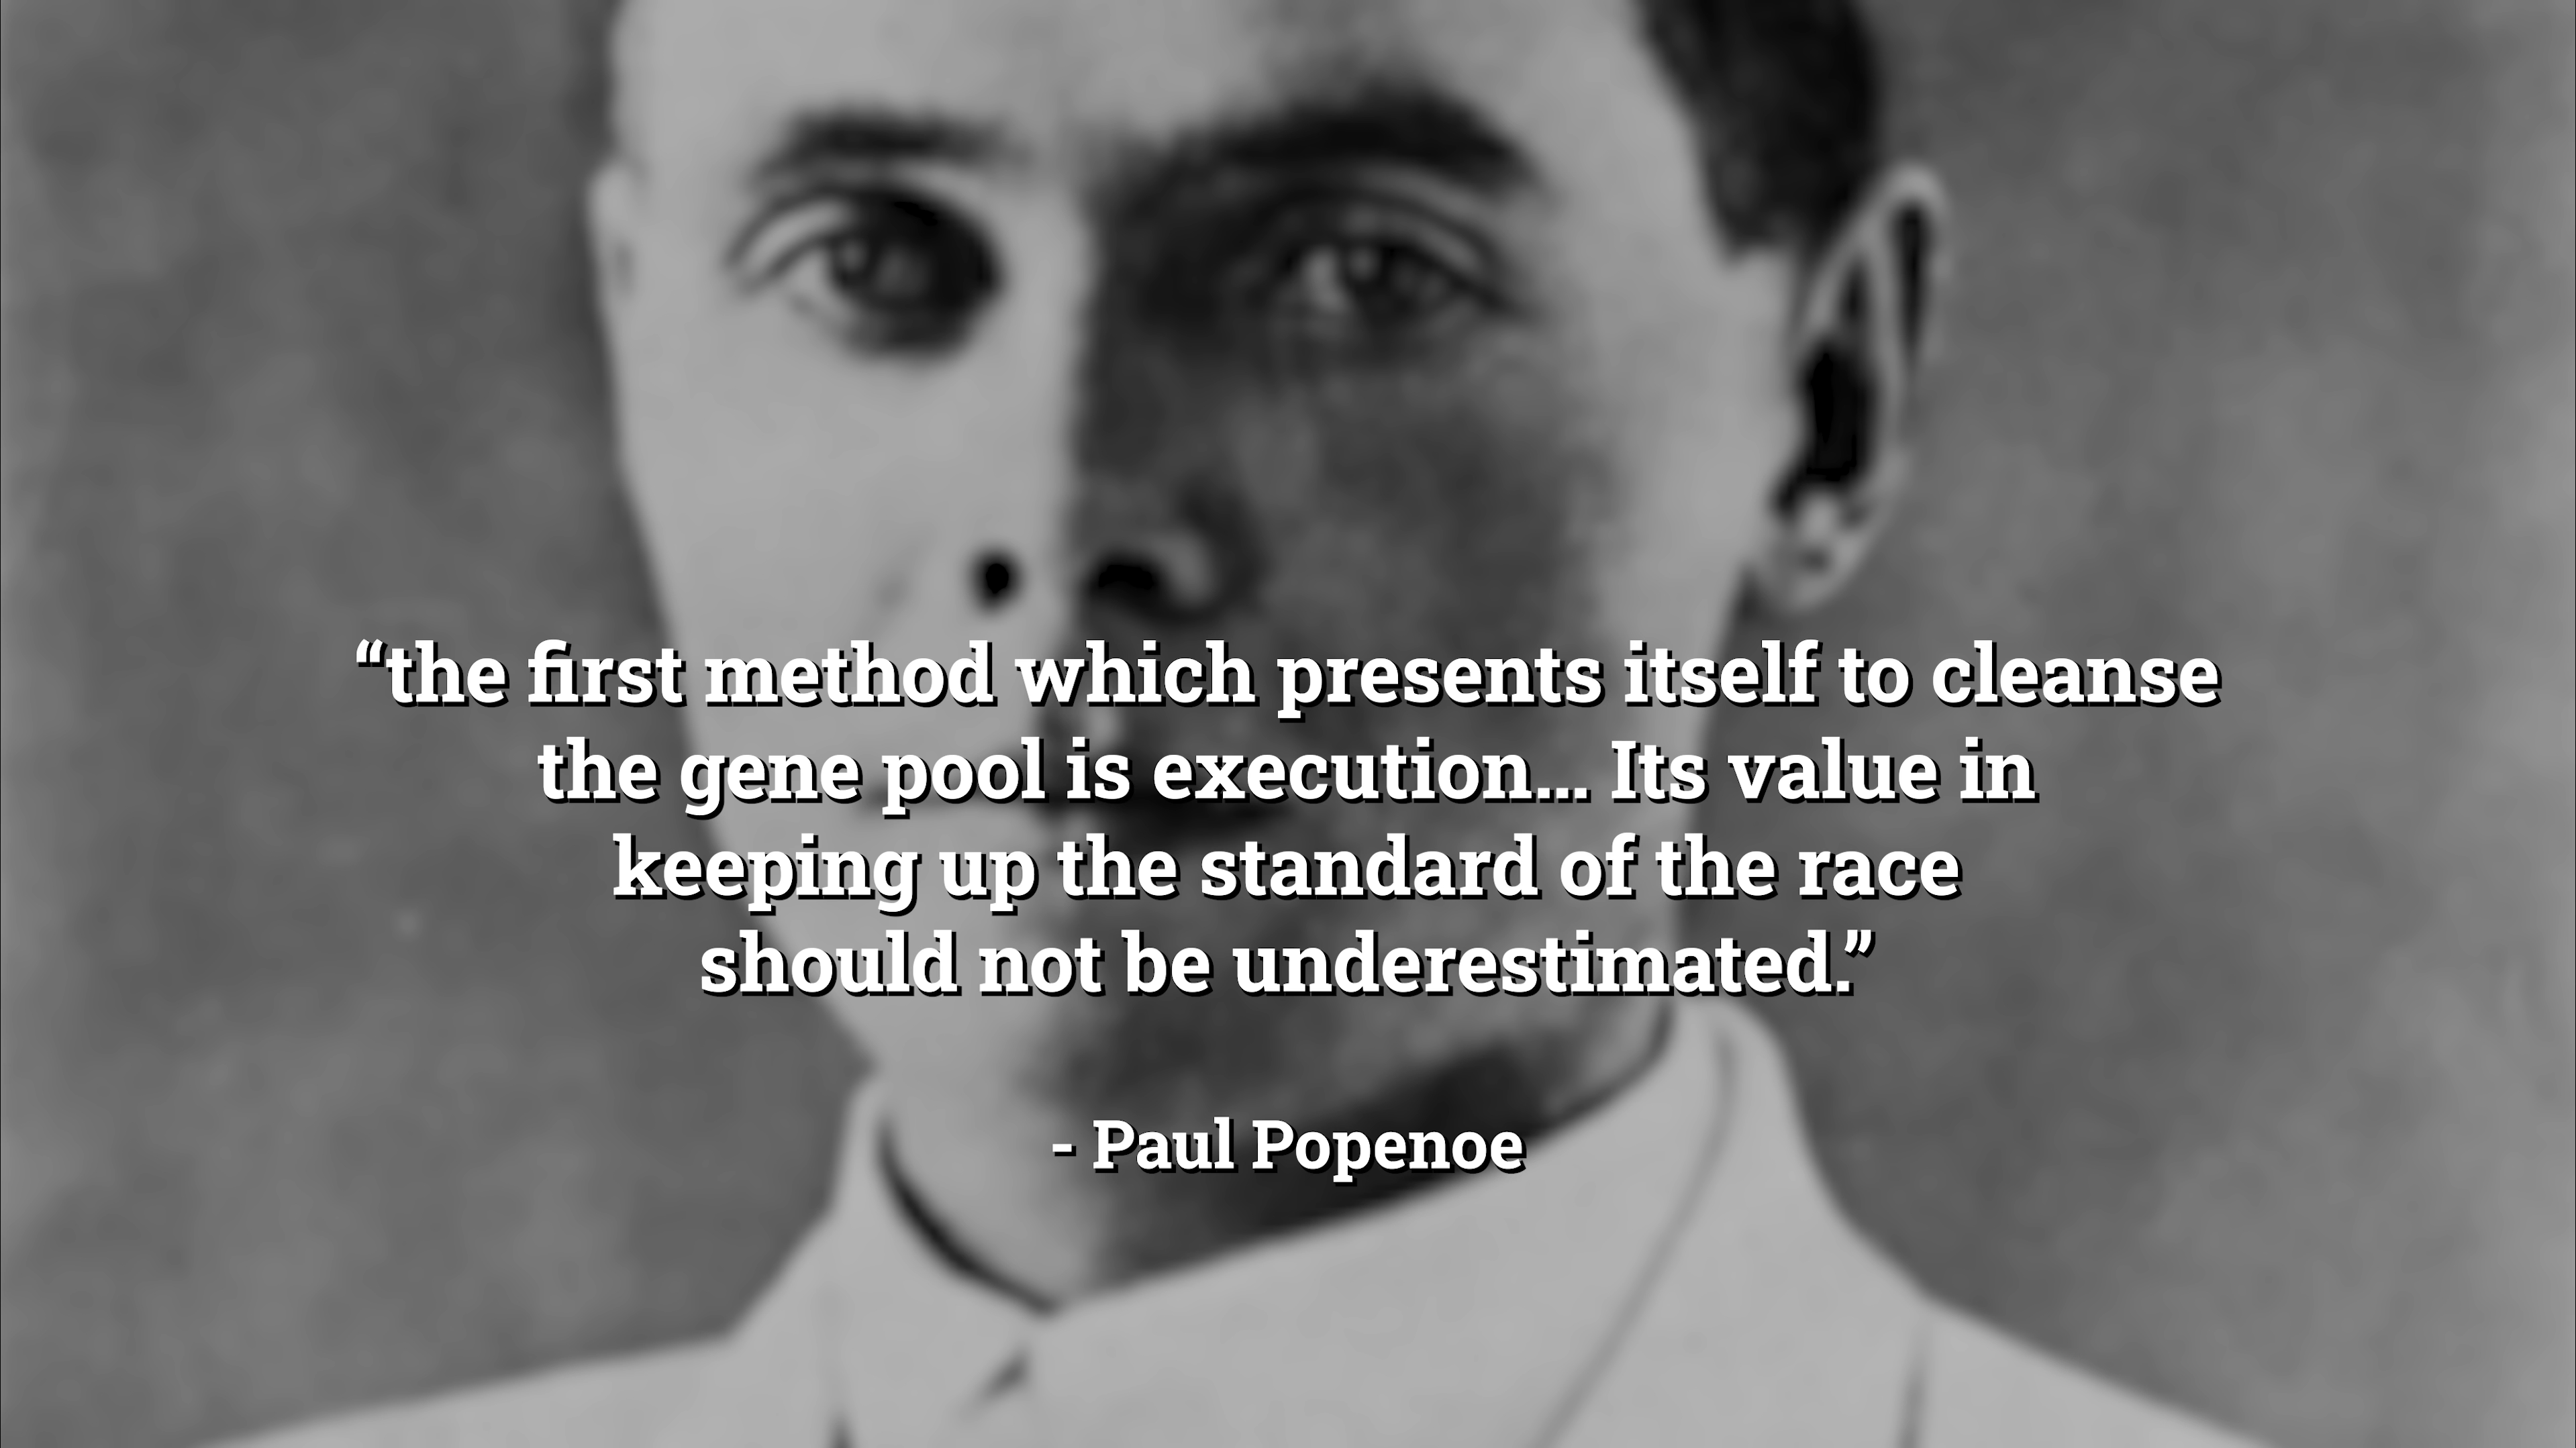 “the first method which presents itself to cleanse
the gene pool is execution... Its value in
keeping up the standard of the race
should not be underestimated.”
- Paul Popenoe